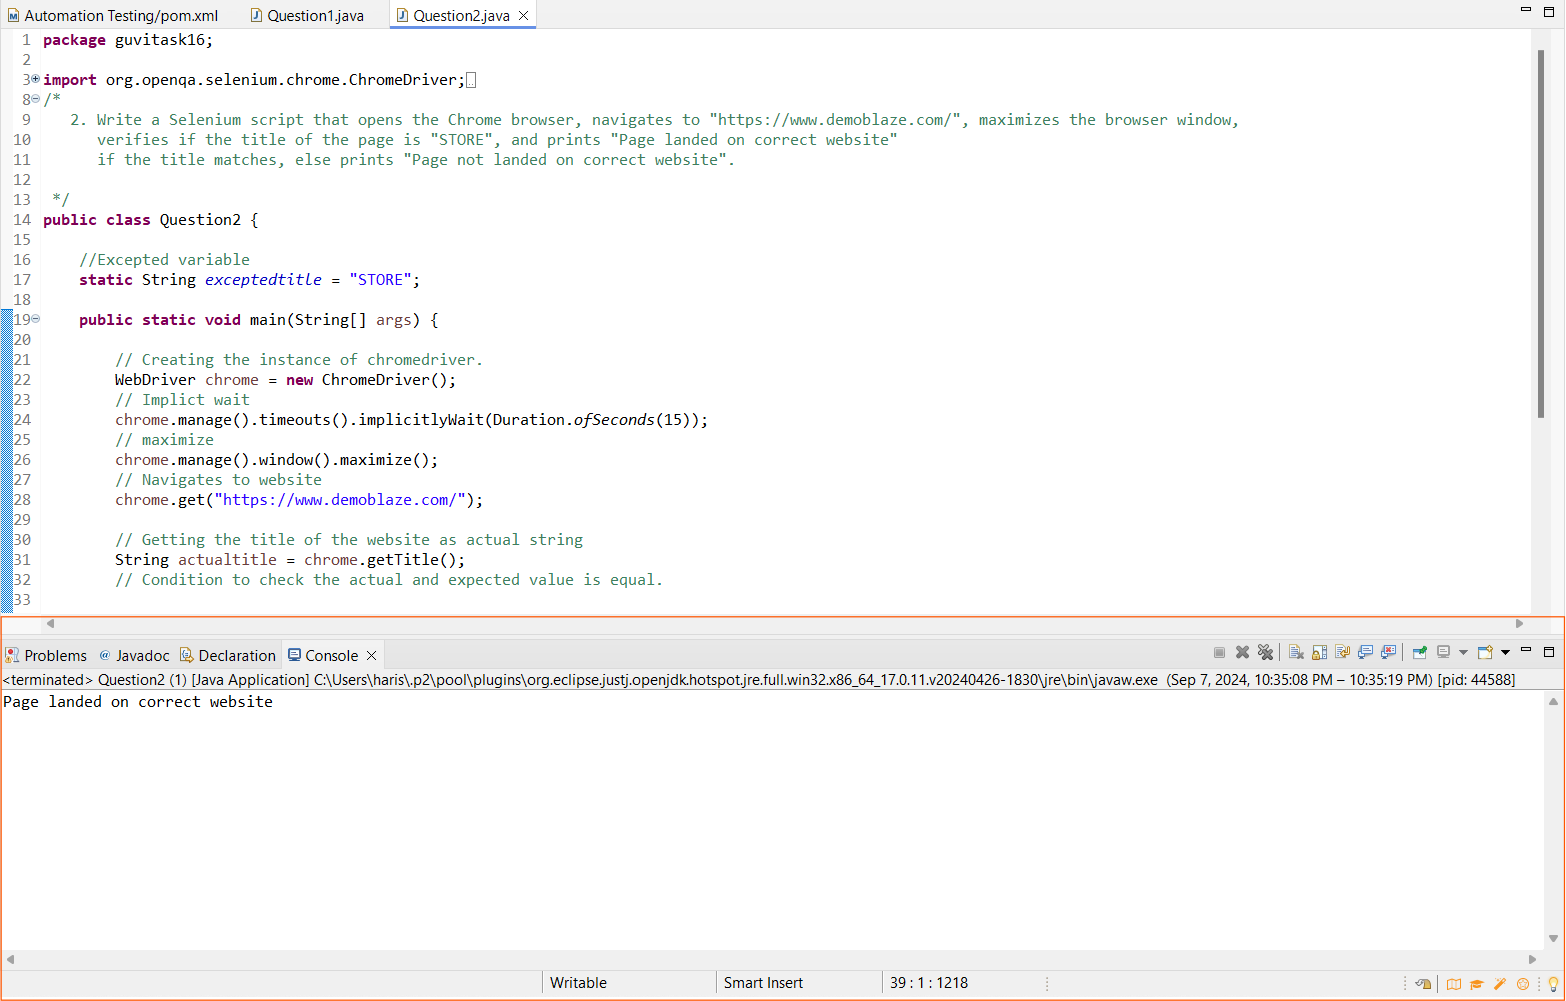 Automation Testing/pom.xml Question1.java Question2.java
1 package guvitask16;
2
3 import org.openqa.selenium.chrome.ChromeDriver;
8 /*
9 2. Write a Selenium script that opens the Chrome browser, navigates to "https://www.demoblaze.com/", maximizes the browser window,
10 verifies if the title of the page is "STORE", and prints "Page landed on correct website"
11 if the title matches, else prints "Page not landed on correct website".
12
13 */
14 public class Question2 {
15
16 //Excepted variable
17 static String exceptedtitle = "STORE";
18
19 public static void main(String[] args) {
20
21 // Creating the instance of chromedriver.
22 WebDriver chrome = new ChromeDriver();
23 // Implict wait
24 chrome.manage().timeouts().implicitlyWait(Duration.ofSeconds(15));
25 // maximize
26 chrome.manage().window().maximize();
27 // Navigates to website
28 chrome.get("https://www.demoblaze.com/");
29
30 // Getting the title of the website as actual string
31 String actualtitle = chrome.getTitle();
32 // Condition to check the actual and expected value is equal.
33
Problems @ Javadoc Declaration Console
<terminated> Question2 (1) [Java Application] C:\Users\haris\.p2\pool\plugins\org.eclipse.justj.openjdk.hotspot.jre.full.win32.x86_64_17.0.11.v20240426-1830\jre\bin\javaw.exe (Sep 7, 2024, 10:35:08 PM – 10:35:19 PM) [pid: 44588]
Page landed on correct website
Writable Smart Insert 39 : 1 : 1218